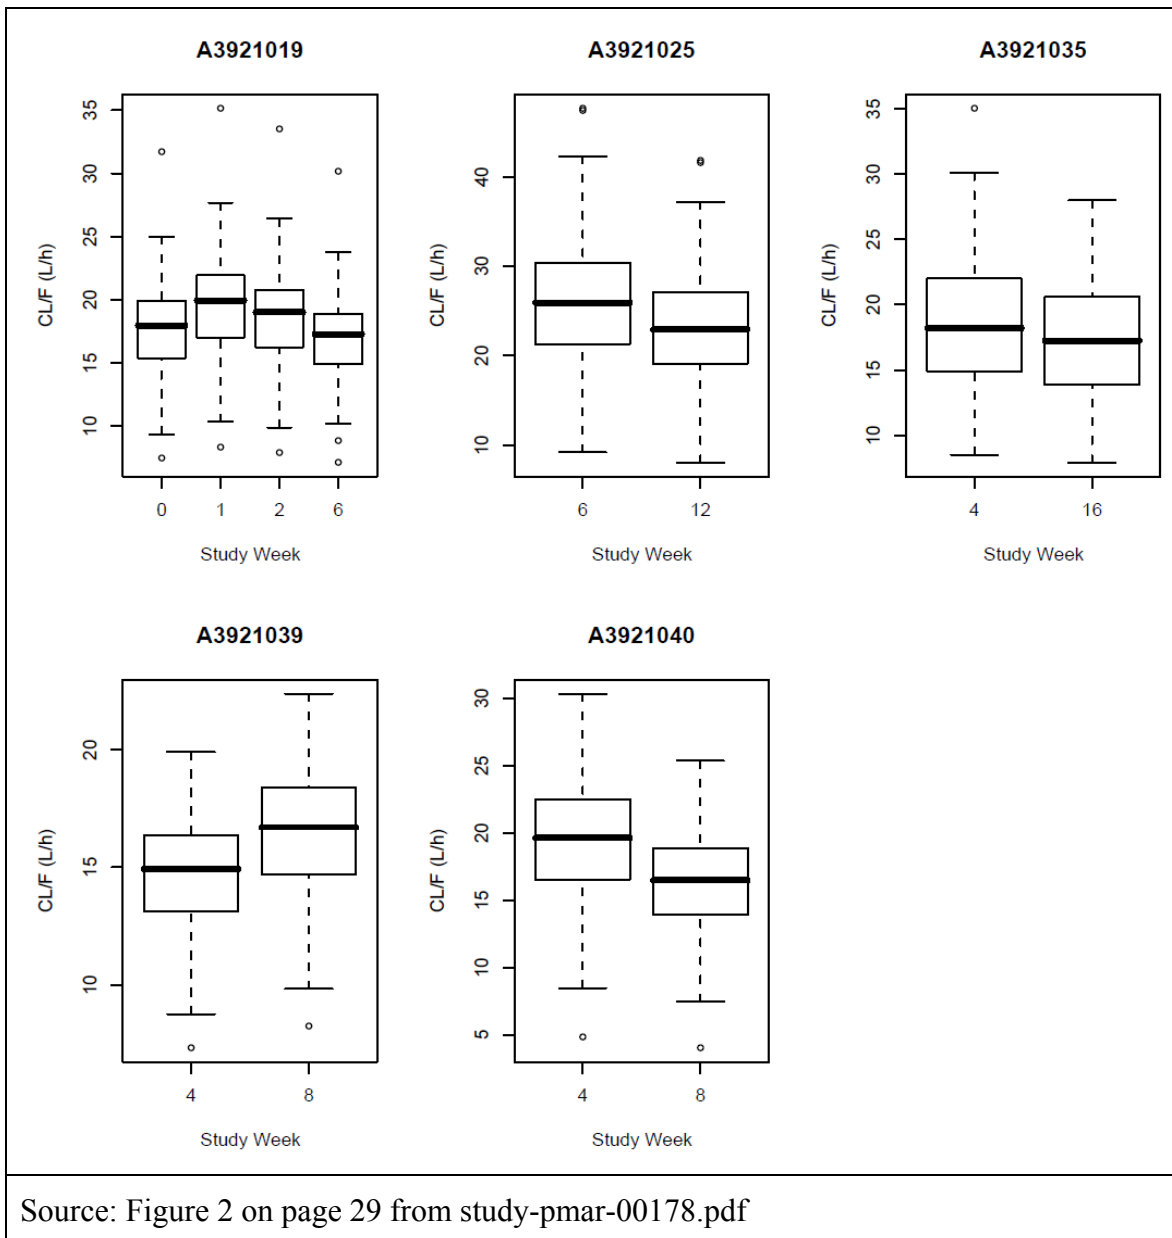 A3921019
A3921025
A3921035
CL/F (L/h)
35
30
25
20
15
10
0 1 2 6
Study Week
CL/F (L/h)
40
30
20
10
6 12
Study Week
CL/F (L/h)
35
30
25
20
15
10
4 16
Study Week
A3921039
A3921040
CL/F (L/h)
20
15
10
4 8
Study Week
CL/F (L/h)
30
25
20
15
10
5
4 8
Study Week
Source: Figure 2 on page 29 from study-pmar-00178.pdf